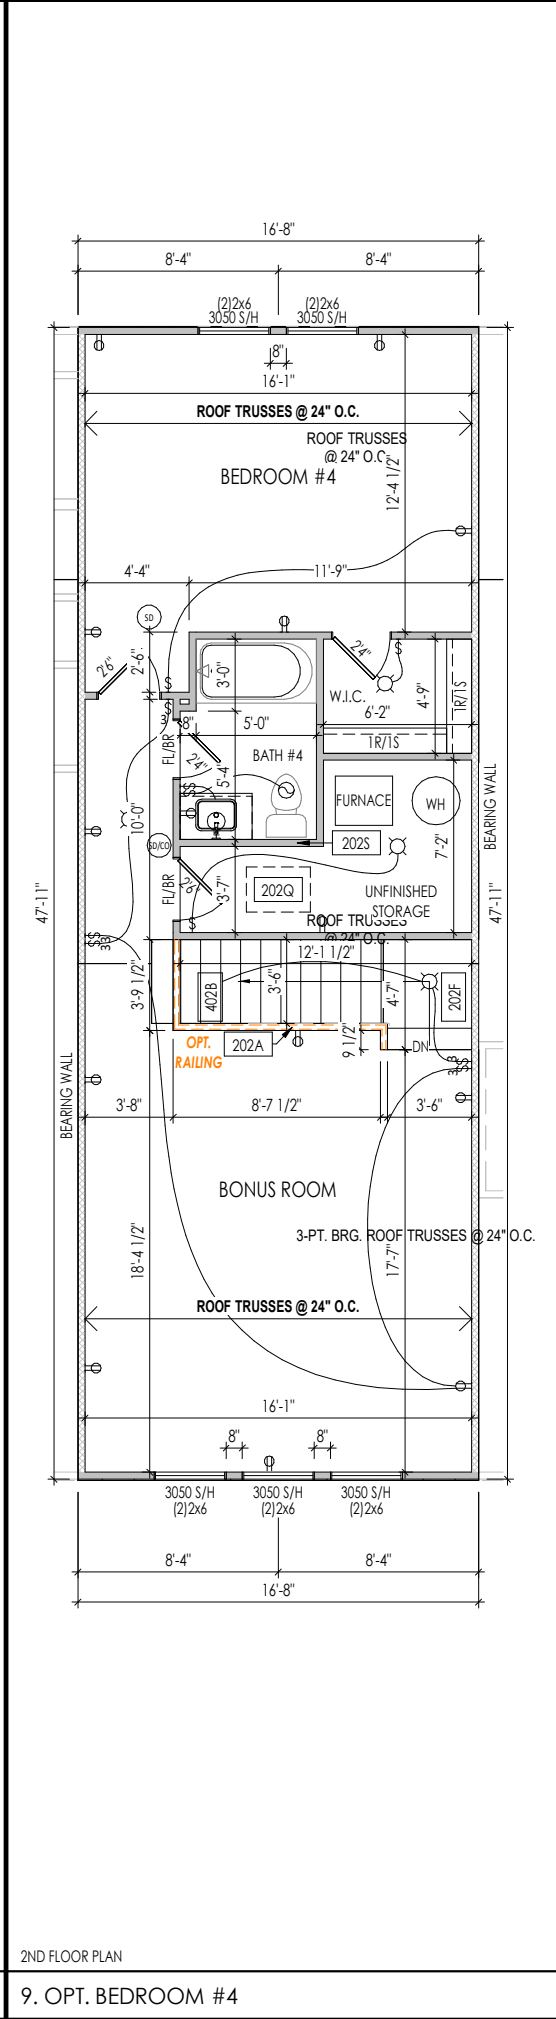 16'-8"
8'-4" 8'-4"
(2)2x6 (2)2x6
3050 S/H 3050 S/H
8"
16'-1"
ROOF TRUSSES @ 24" O.C.
ROOF TRUSSES
@ 24" O.C.
BEDROOM #4
12'-4 1/2"
4'-4" 11'-9"
SD
2'6"
2'-6"
S
S
3
2'4"
S
3'-0"
W.I.C.
6'-2"
4'-9"
1R/1S
1R/1S
8"
5'-0"
FL/BR
BATH #4
2'4"
5'-4"
SS
10'-0"
FURNACE
WH
BEARING WALL
SD/CO
202S
7'-2"
FL/BR
2'6"
3'-7"
202Q
UNFINISHED
STORAGE
ROOF TRUSSES
@ 24" O.C.
S
47'-11"
47'-11"
SS
33
12'-1 1/2"
3'-9 1/2"
402B
3'-6"
4'-7"
202F
OPT.
RAILING
202A
9 1/2"
DN
33
SS
BEARING WALL
3'-8" 8'-7 1/2" 3'-6"
BONUS ROOM
18'-4 1/2"
3-PT. BRG. ROOF TRUSSES @ 24" O.C.
17'-7"
ROOF TRUSSES @ 24" O.C.
16'-1"
8" 8"
3050 S/H 3050 S/H 3050 S/H
(2)2x6 (2)2x6 (2)2x6
8'-4" 8'-4"
16'-8"
2ND FLOOR PLAN
9. OPT. BEDROOM #4